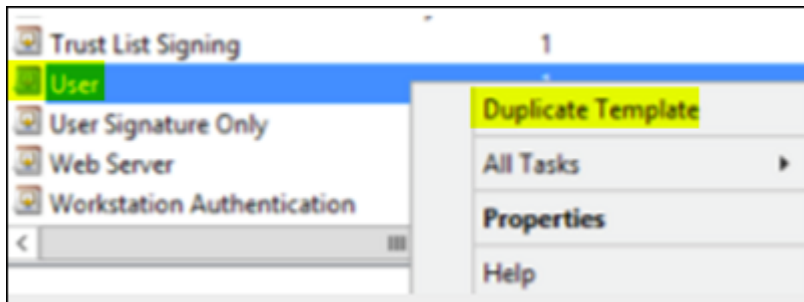 Trust List Signing 1
User
Duplicate Template
User Signature Only
Web Server
All Tasks
Workstation Authentication
Properties
Help